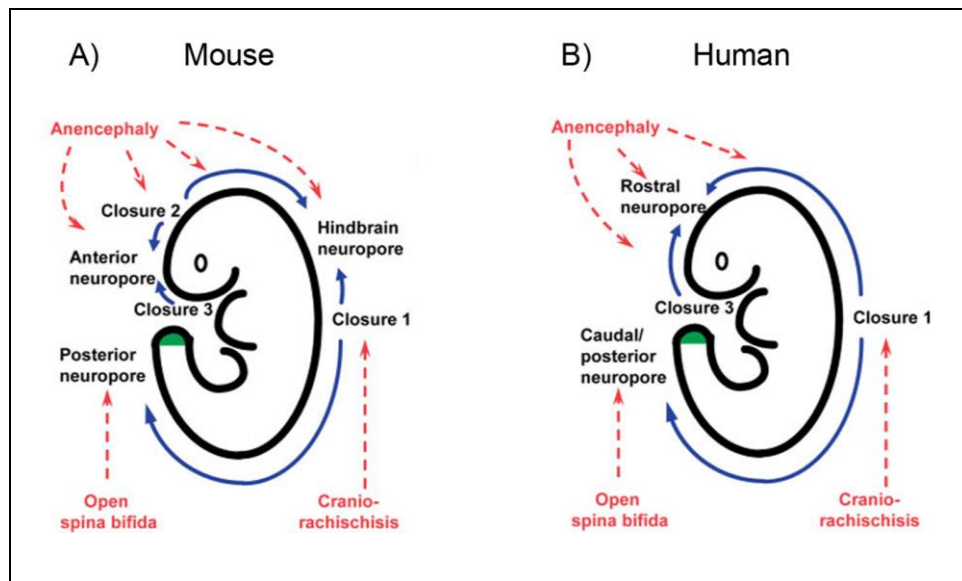 A) Mouse
Anencephaly
Closure 2
Hindbrain
neuropore
Anterior
neuropore
Closure 3
Closure 1
Posterior
neuropore
Open
spina bifida
Cranio-
rachischisis
B) Human
Anencephaly
Rostral
neuropore
Closure 3
Closure 1
Caudal/
posterior
neuropore
Open
spina bifida
Cranio-
rachischisis